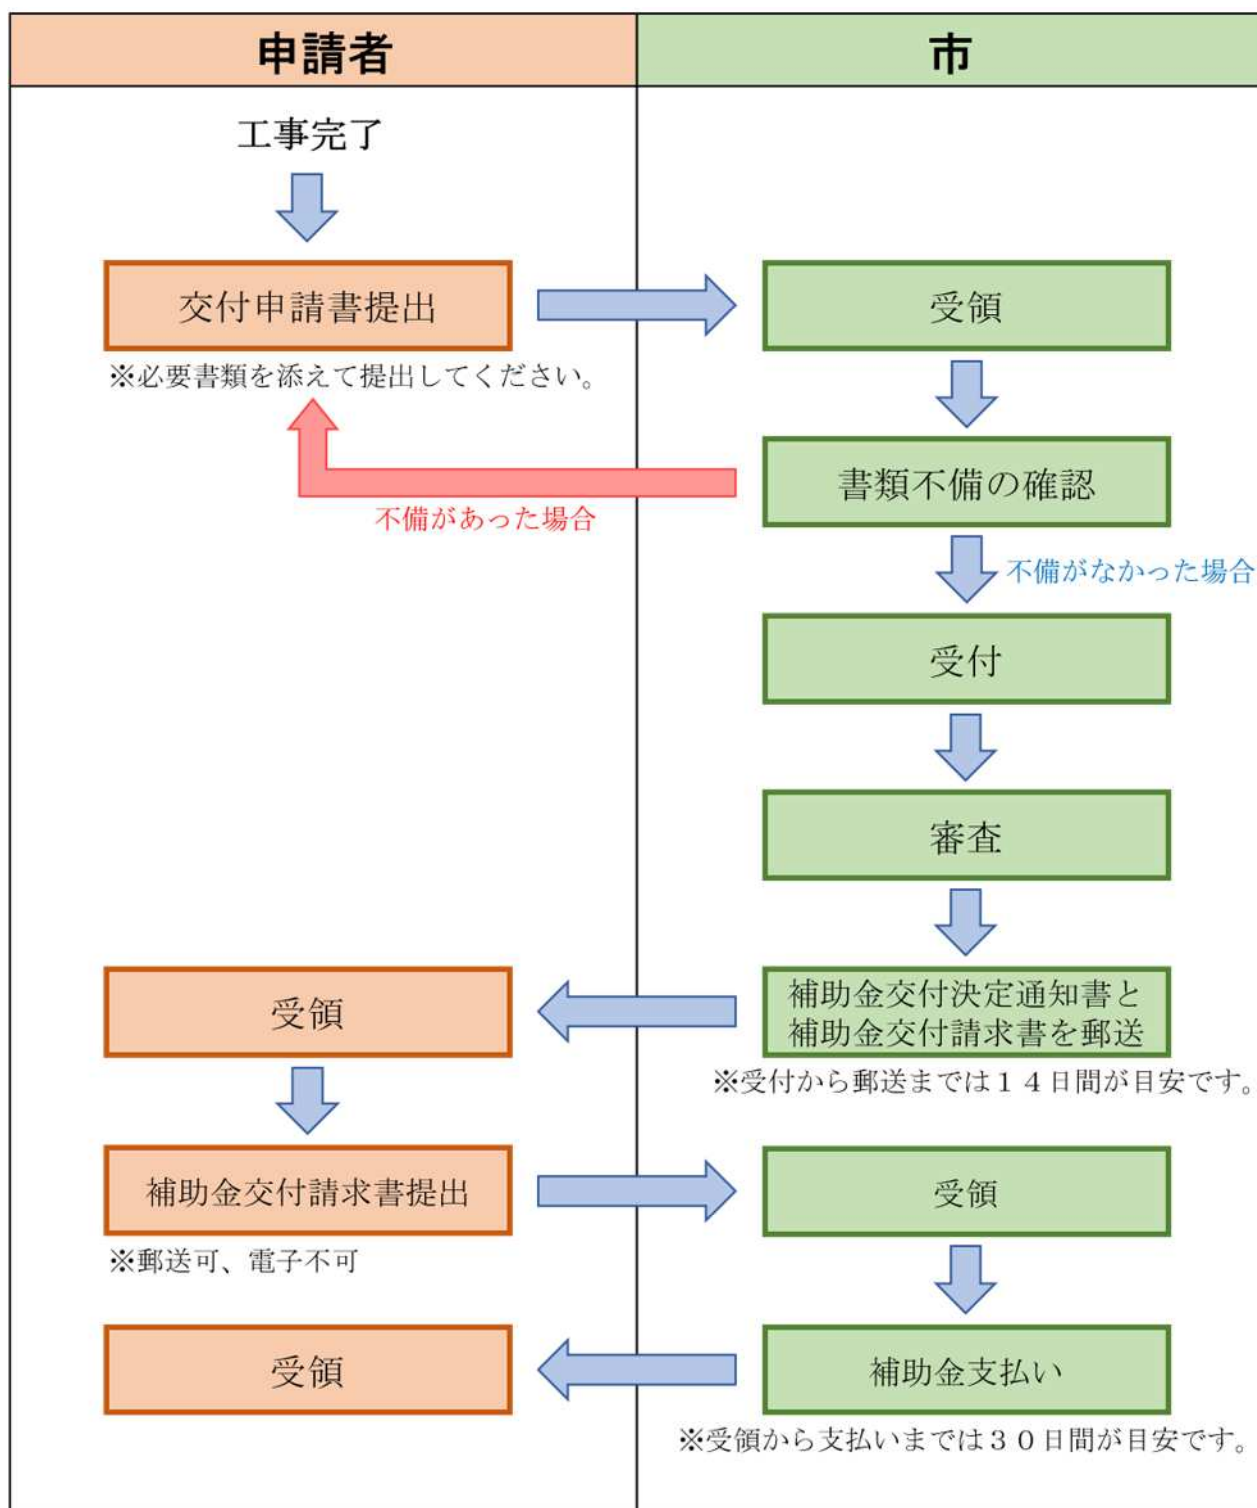 申請者
市
工事完了
交付申請書提出
受領
※必要書類を添えて提出してください。
書類不備の確認
不備があった場合
不備がなかった場合
受付
審査
補助金交付決定通知書と
補助金交付請求書を郵送
受領
※受付から郵送までは１４日間が目安です。
補助金交付請求書提出
受領
※郵送可、電子不可
補助金支払い
受領
※受領から支払いまでは３０日間が目安です。